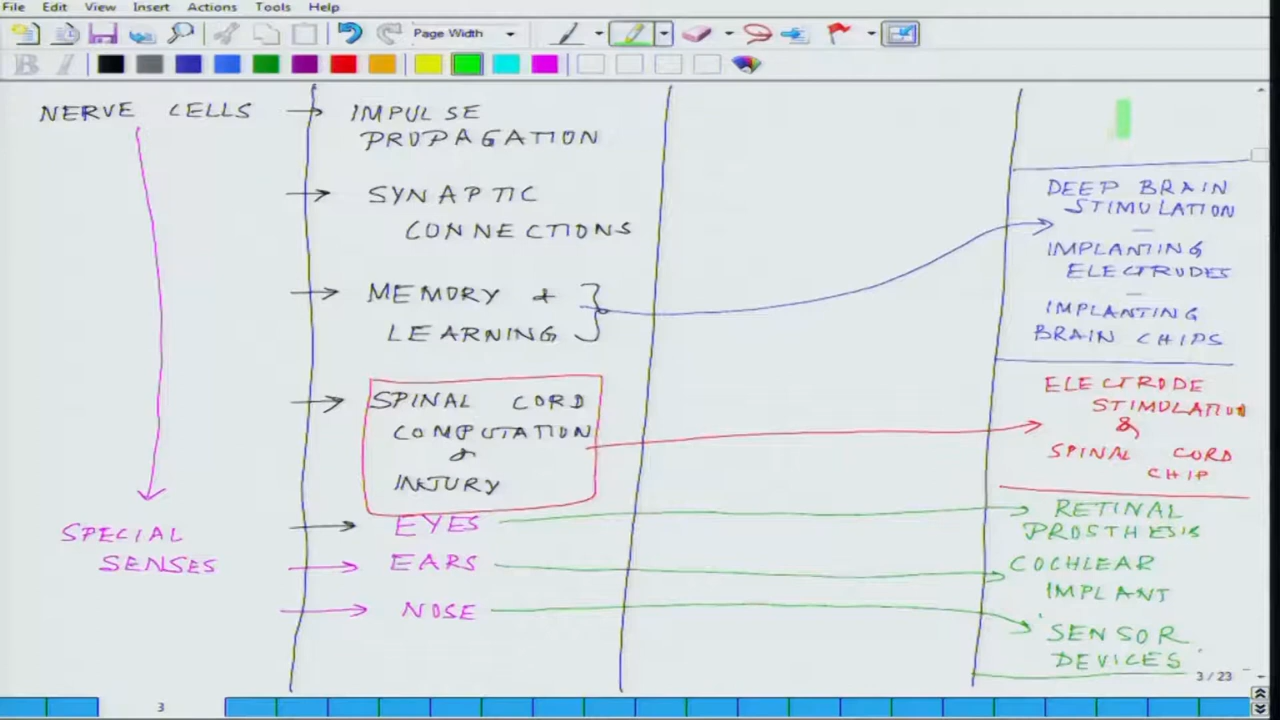 File Edit View Insert Actions Tools Help
Page Width
NERVE CELLS
IMPULSE
PROPAGATION
SYNAPTIC
CONNECTIONS
MEMORY &
LEARNING
SPINAL CORD
COMPUTATION
&
INJURY
SPECIAL
SENSES
EYES
EARS
NOSE
DEEP BRAIN
STIMULATION
IMPLANTING
ELECTRODES
IMPLANTING
BRAIN CHIPS
ELECTRODE
STIMULATION
&
SPINAL CORD
CHIP
RETINAL
PROSTHESIS
COCHLEAR
IMPLANT
SENSOR
DEVICES
3 / 23
3